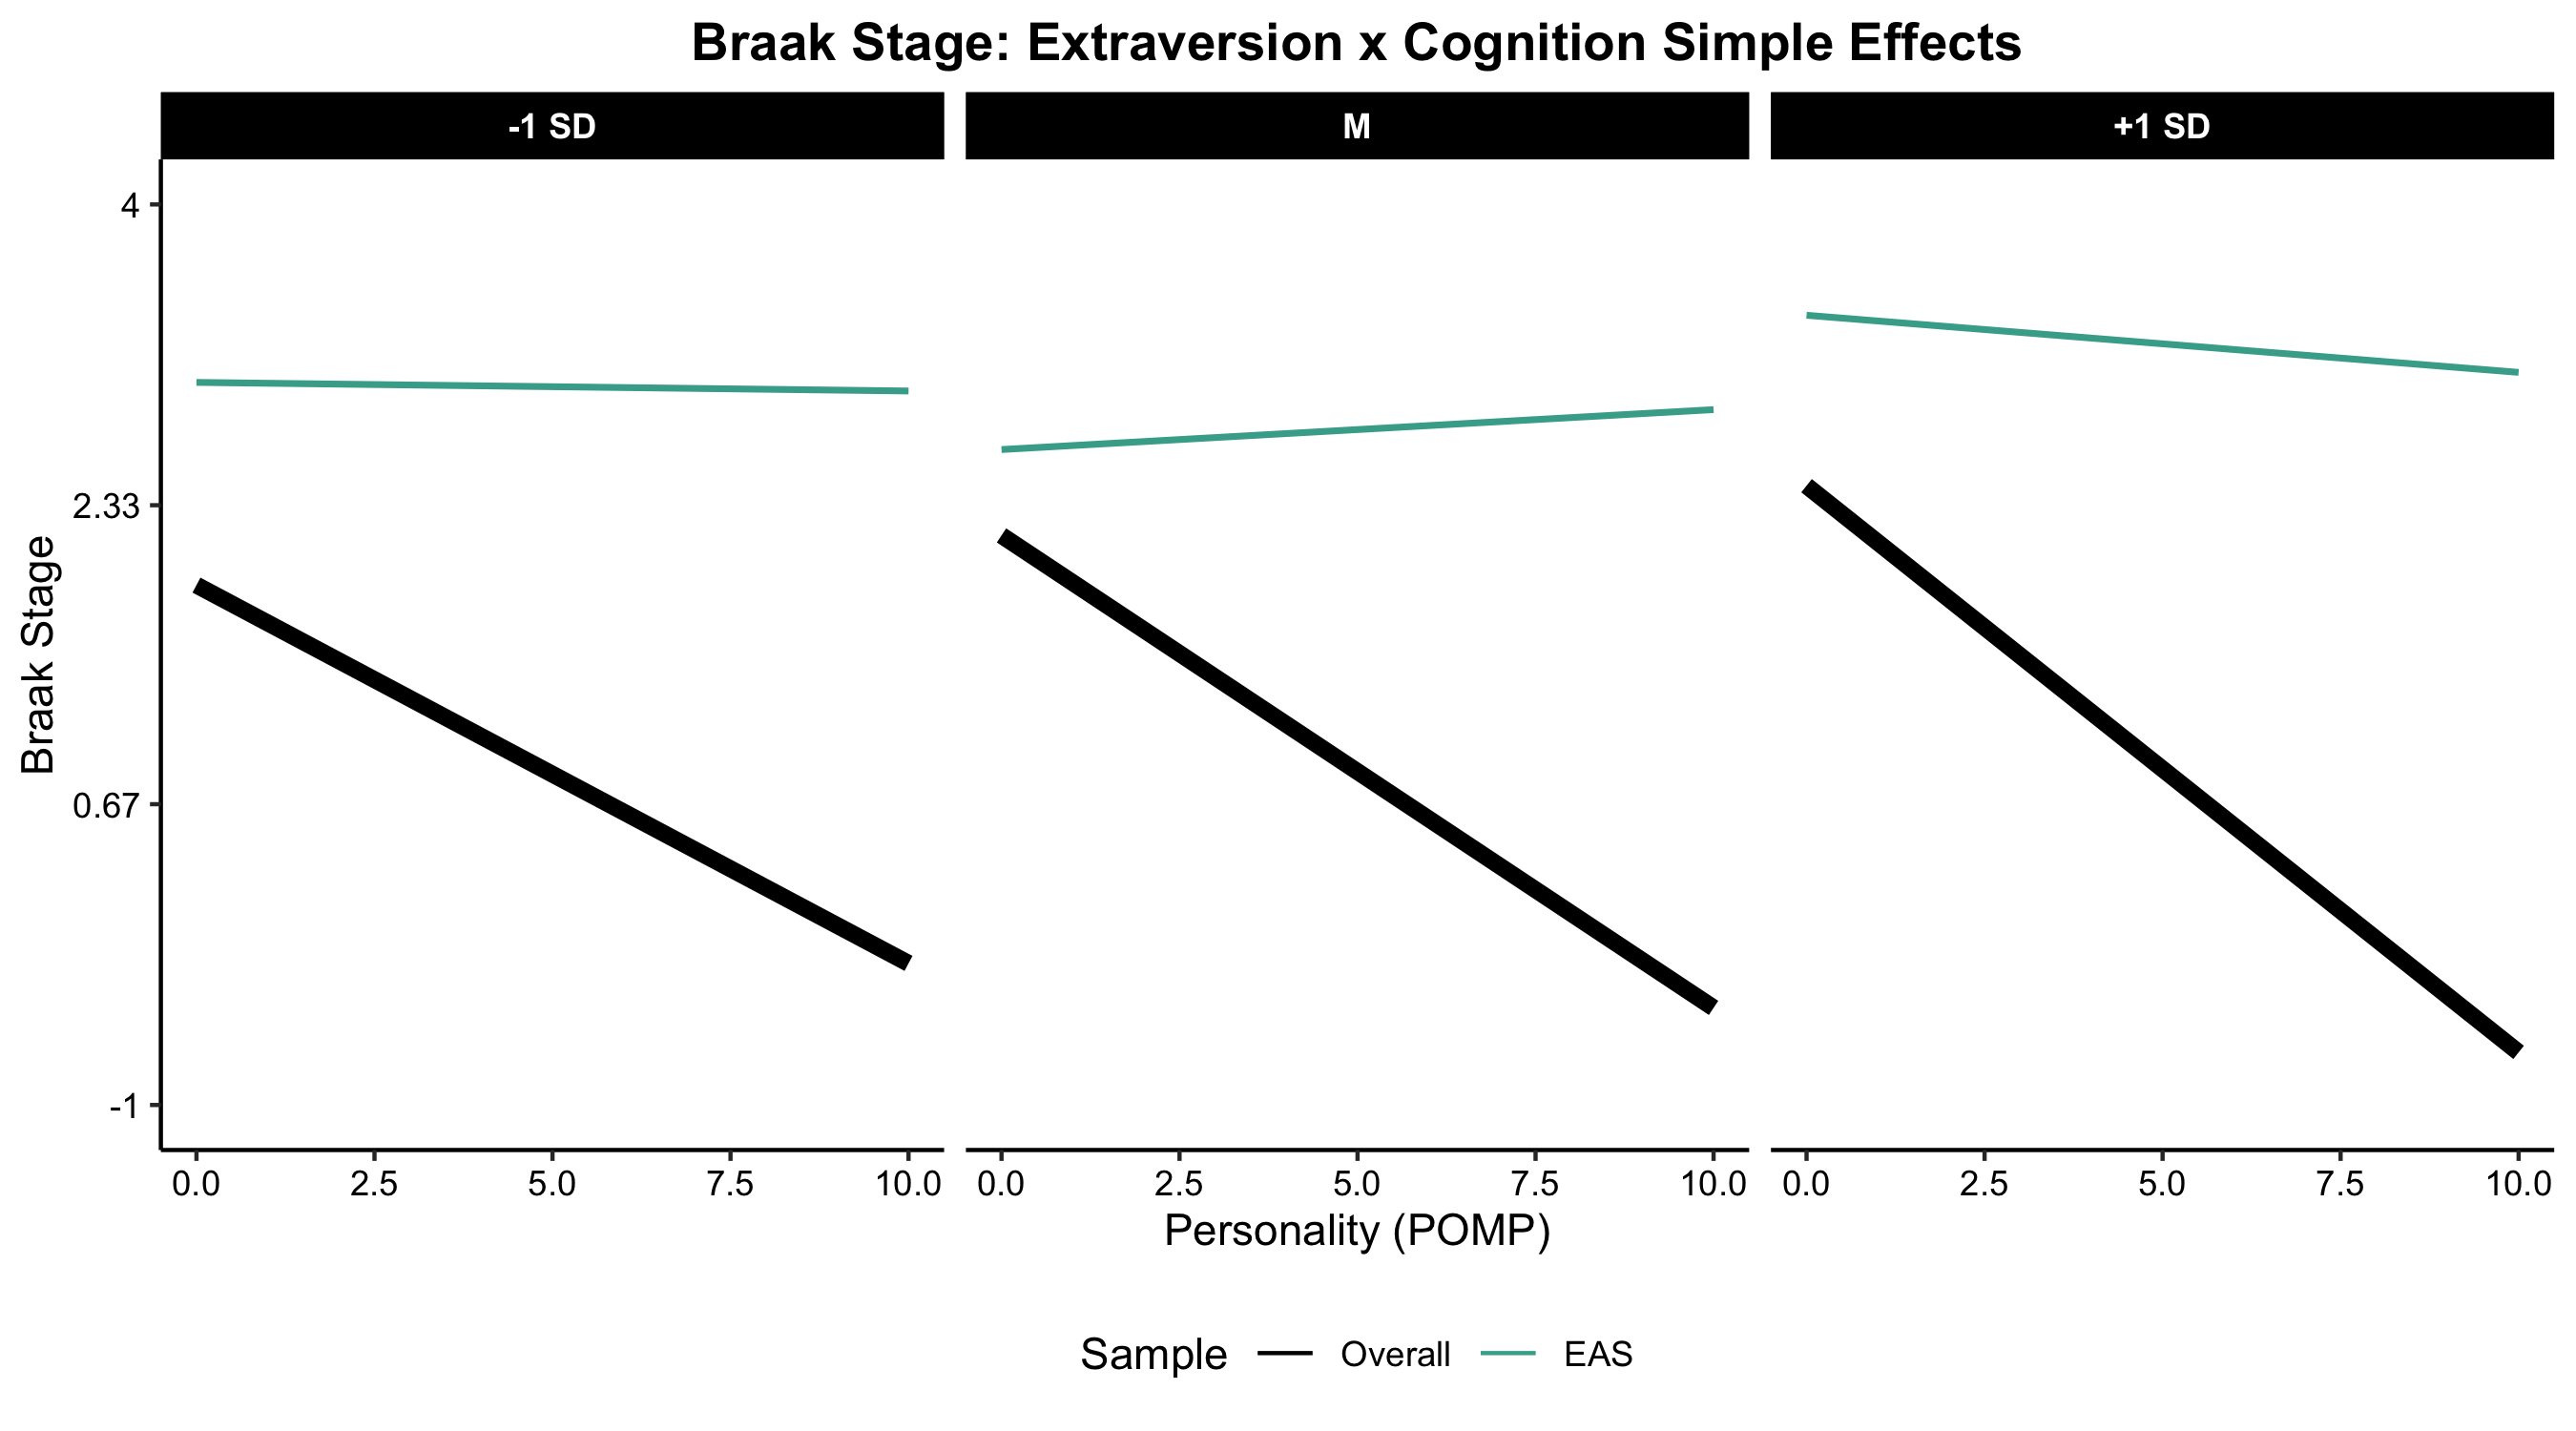 Braak Stage: Extraversion x Cognition Simple Effects
-1 SD M +1 SD
4
2.33
0.67
-1
Braak Stage
0.0 2.5 5.0 7.5 10.0 0.0 2.5 5.0 7.5 10.0 0.0 2.5 5.0 7.5 10.0
Personality (POMP)
Sample Overall EAS